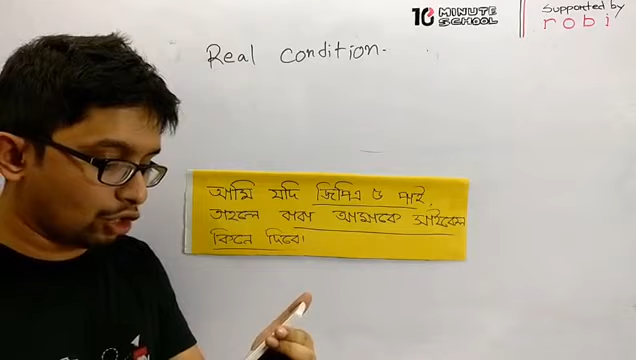 10 MINUTE SCHOOL
Supported by
robi
Real condition.
আমি যদি জিপিএ ৫ পাই,
তাহলে বাবা আমাকে সাইকেল
কিনে দিবে।